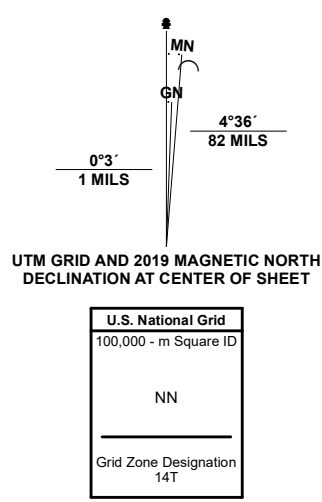 MN
GN
4°36´
82 MILS
0°3´
1 MILS
UTM GRID AND 2019 MAGNETIC NORTH
DECLINATION AT CENTER OF SHEET
U.S. National Grid
100,000 - m Square ID
NN
Grid Zone Designation
14T